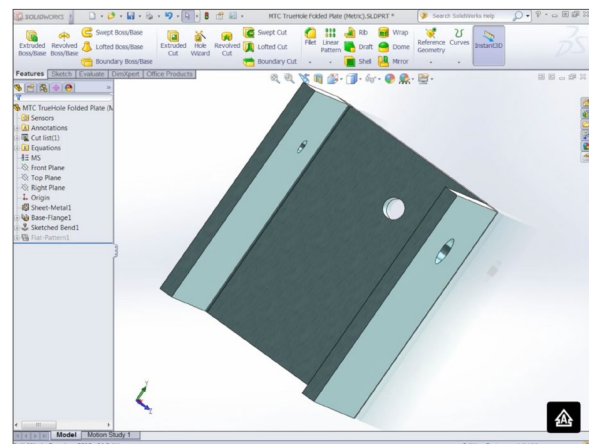 SOLIDWORKS
MTC TrueHole Folded Plate (Metric).SLDPRT *
Search SolidWorks Help
Extruded Boss/Base
Revolved Boss/Base
Swept Boss/Base
Lofted Boss/Base
Boundary Boss/Base
Extruded Cut
Hole Wizard
Revolved Cut
Swept Cut
Lofted Cut
Boundary Cut
Fillet
Linear Pattern
Rib
Draft
Shell
Wrap
Dome
Mirror
Reference Geometry
Curves
Instant3D
Features Sketch Evaluate DimXpert Office Products
MTC TrueHole Folded Plate (M
Sensors
Annotations
Cut list(1)
Equations
MS
Front Plane
Top Plane
Right Plane
Origin
Sheet-Metal1
Base-Flange1
Sketched Bend1
Flat-Pattern1
Y
Z
Model Motion Study 1